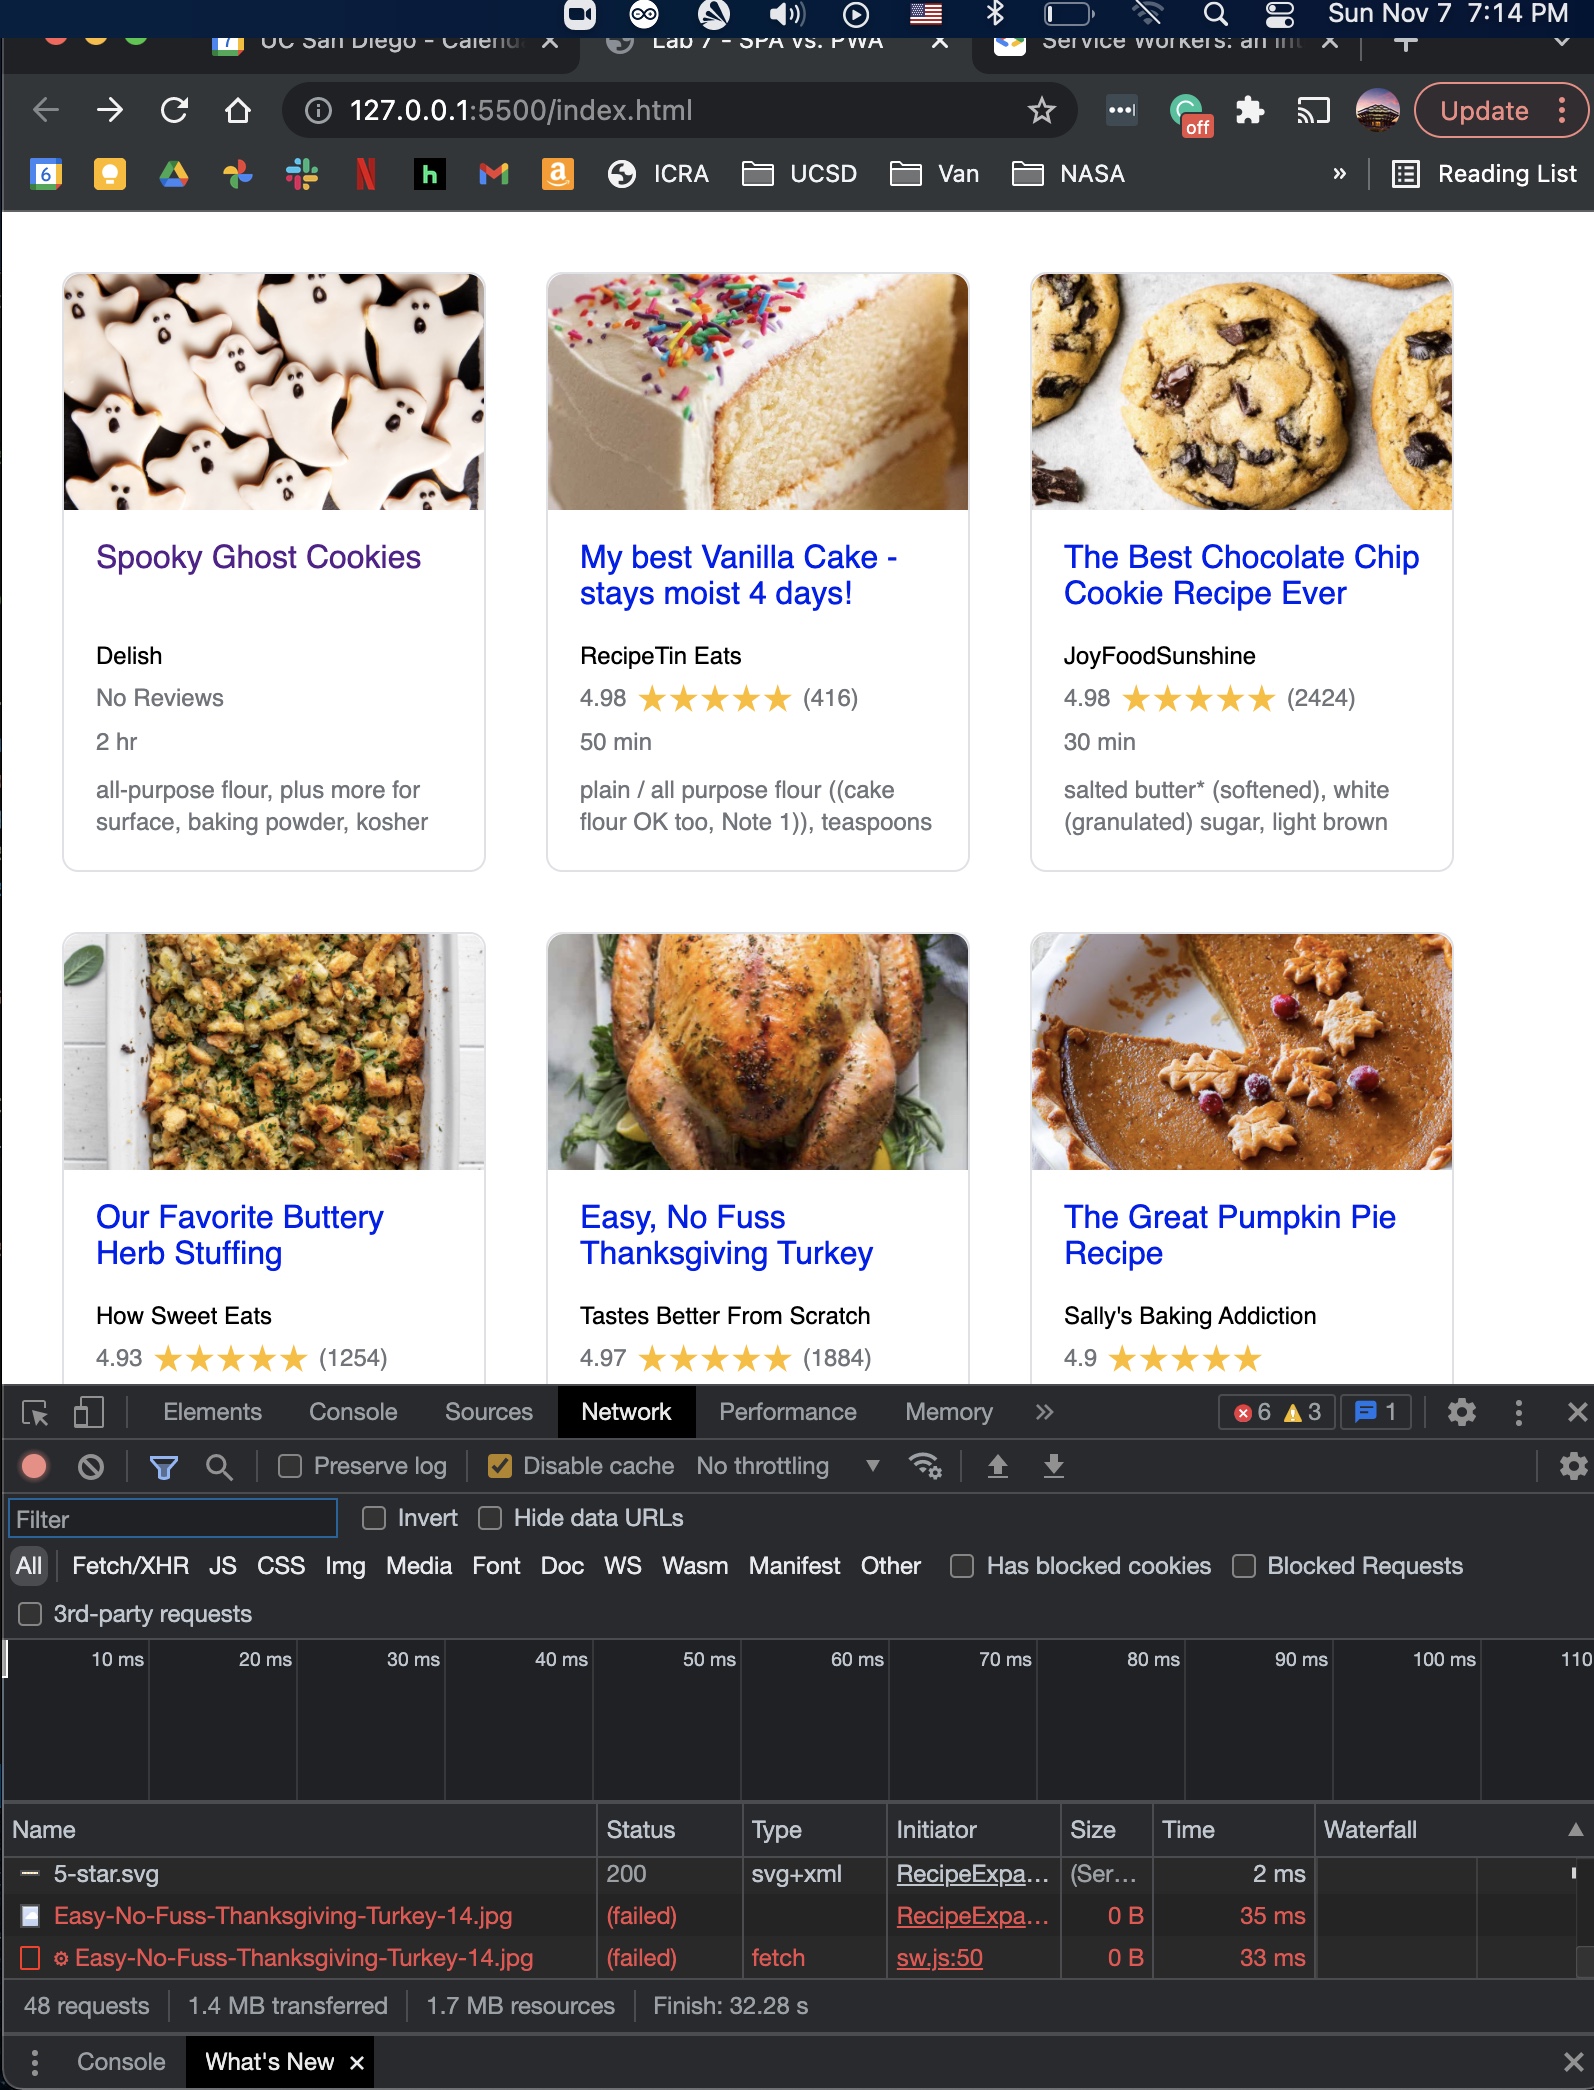 Sun Nov 7 7:14 PM
UC San Diego - Calend
Lab 7 - SPA vs. PWA
Service Workers: an Int
127.0.0.1:5500/index.html
off
Update
6
h
a
ICRA
UCSD
Van
NASA
»
Reading List
Spooky Ghost Cookies
Delish
No Reviews
2 hr
all-purpose flour, plus more for
surface, baking powder, kosher
My best Vanilla Cake -
stays moist 4 days!
RecipeTin Eats
4.98 ★★★★★ (416)
50 min
plain / all purpose flour ((cake
flour OK too, Note 1)), teaspoons
The Best Chocolate Chip
Cookie Recipe Ever
JoyFoodSunshine
4.98 ★★★★★ (2424)
30 min
salted butter* (softened), white
(granulated) sugar, light brown
Our Favorite Buttery
Herb Stuffing
How Sweet Eats
4.93 ★★★★★ (1254)
Easy, No Fuss
Thanksgiving Turkey
Tastes Better From Scratch
4.97 ★★★★★ (1884)
The Great Pumpkin Pie
Recipe
Sally's Baking Addiction
4.9 ★★★★★
Elements Console Sources Network Performance Memory » 6 3 1
Preserve log Disable cache No throttling
Filter Invert Hide data URLs
All Fetch/XHR JS CSS Img Media Font Doc WS Wasm Manifest Other Has blocked cookies Blocked Requests
3rd-party requests
10 ms 20 ms 30 ms 40 ms 50 ms 60 ms 70 ms 80 ms 90 ms 100 ms 110
Name Status Type Initiator Size Time Waterfall
5-star.svg 200 svg+xml RecipeExpa... (Ser... 2 ms
Easy-No-Fuss-Thanksgiving-Turkey-14.jpg (failed) RecipeExpa... 0 B 35 ms
Easy-No-Fuss-Thanksgiving-Turkey-14.jpg (failed) fetch sw.js:50 0 B 33 ms
48 requests 1.4 MB transferred 1.7 MB resources Finish: 32.28 s
Console What's New